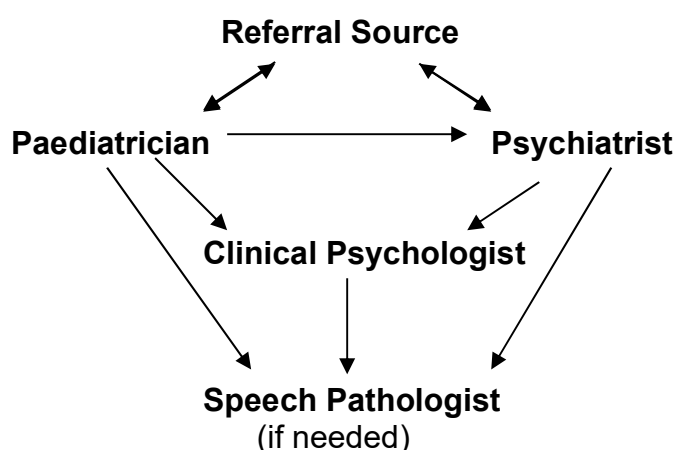 Referral Source
Paediatrician
Psychiatrist
Clinical Psychologist
Speech Pathologist
(if needed)